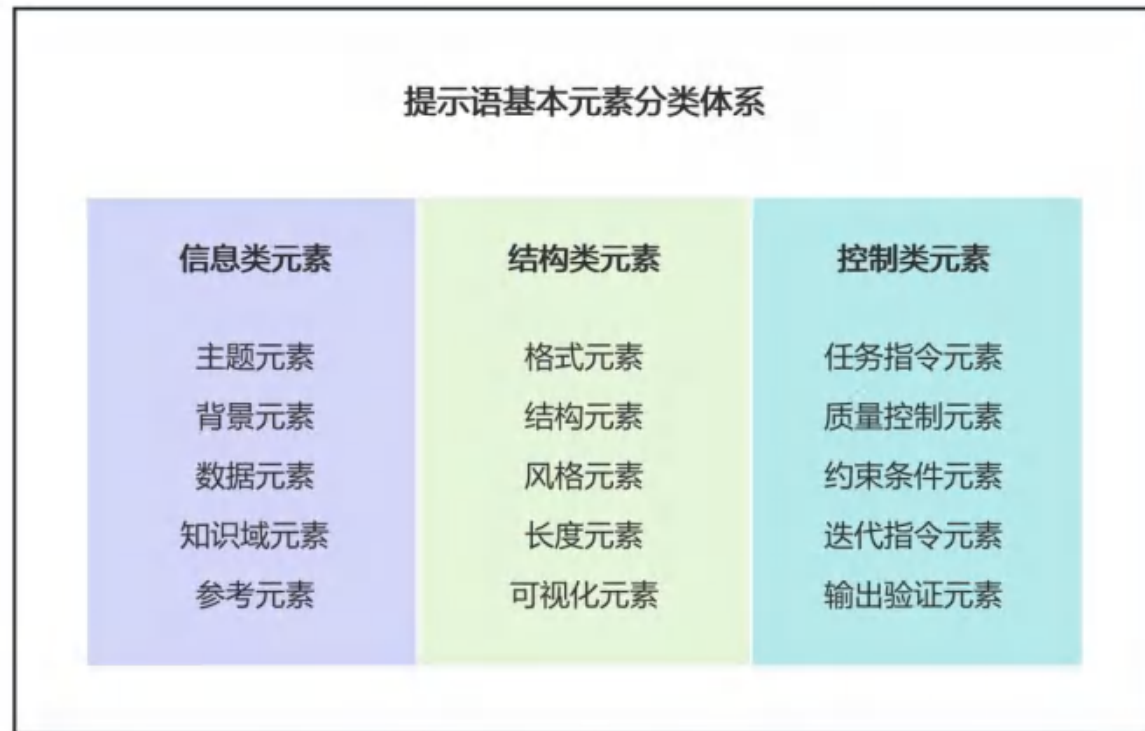 提示语基本元素分类体系
信息类元素
主题元素
背景元素
数据元素
知识域元素
参考元素
结构类元素
格式元素
结构元素
风格元素
长度元素
可视化元素
控制类元素
任务指令元素
质量控制元素
约束条件元素
迭代指令元素
输出验证元素